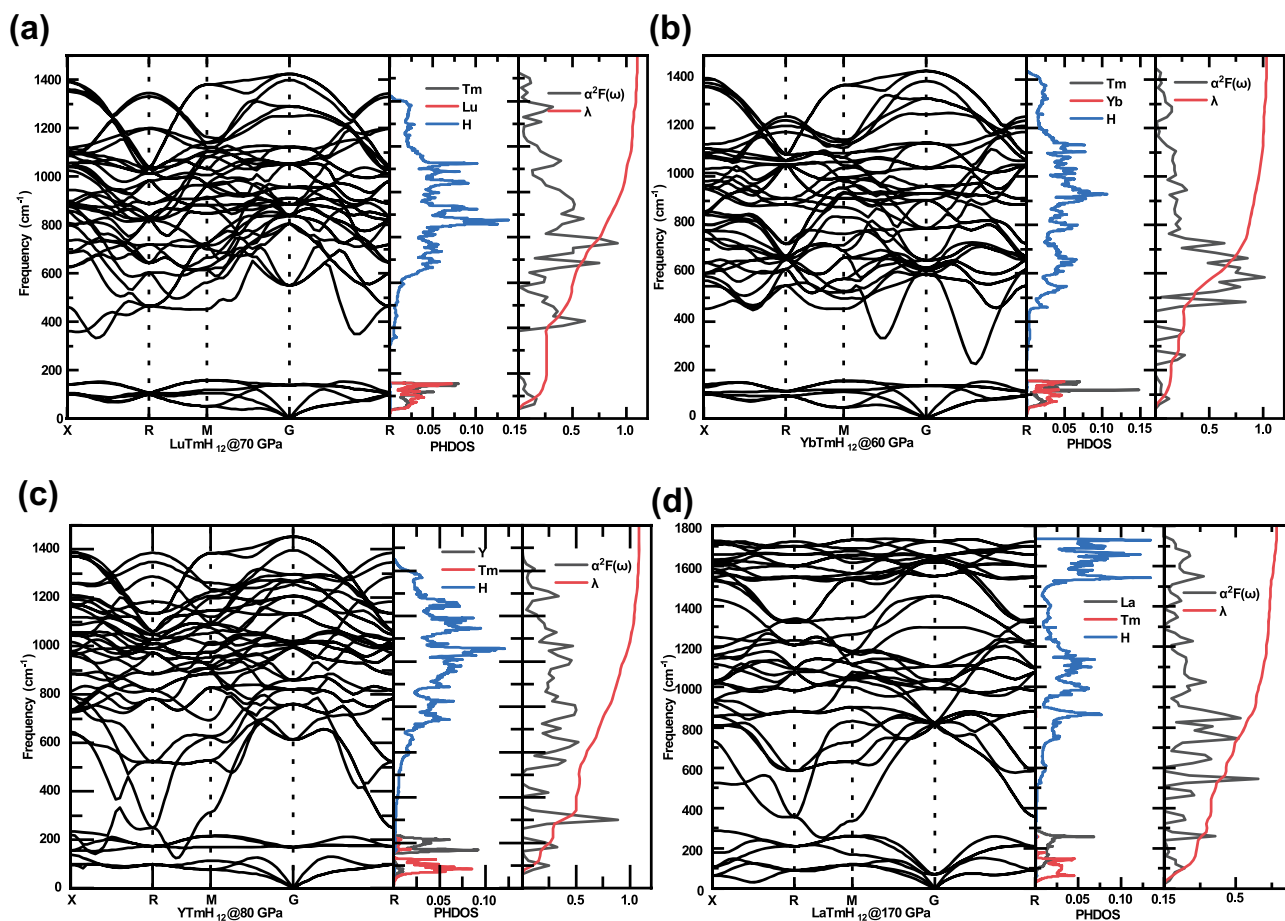 (a)
Frequency (cm⁻¹)
1400
1200
1000
800
600
400
200
0
Tm
Lu
H
α²F(ω)
λ
X R M G R
0.05 0.10 0.15 0.5 1.0
LuTmH₁₂@70 GPa
PHDOS
(b)
Frequency (cm⁻¹)
1400
1200
1000
800
600
400
200
0
Tm
Yb
H
α²F(ω)
λ
X R M G R
0.05 0.10 0.15 0.5 1.0
YbTmH₁₂@60 GPa
PHDOS
(c)
Frequency (cm⁻¹)
1400
1200
1000
800
600
400
200
0
Y
Tm
H
α²F(ω)
λ
X R M G R
0.05 0.10 0.5 1.0
YTmH₁₂@80 GPa
PHDOS
(d)
Frequency (cm⁻¹)
1800
1600
1400
1200
1000
800
600
400
200
0
La
Tm
H
α²F(ω)
λ
X R M G R
0.05 0.10 0.15 0.5
LaTmH₁₂@170 GPa
PHDOS